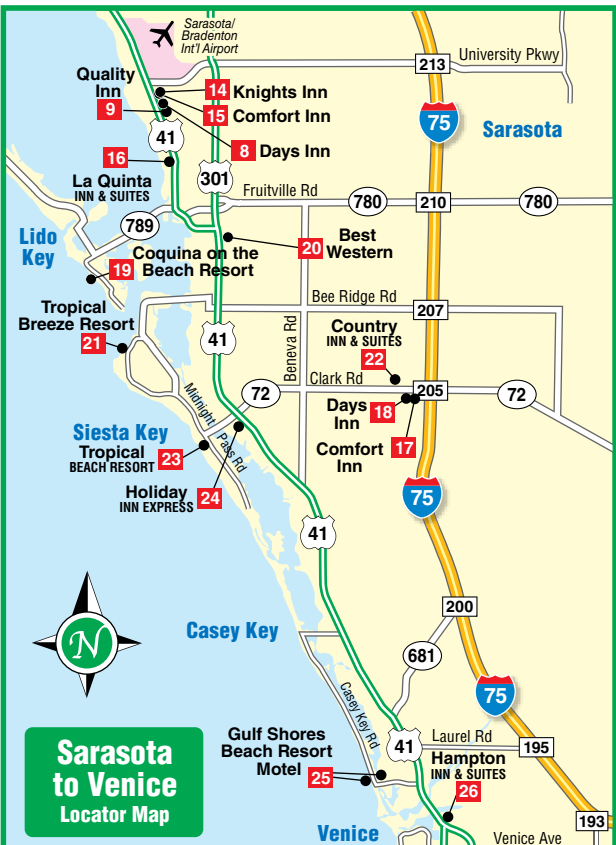 Sarasota/
Bradenton
Int'l Airport
University Pkwy
213
Quality
Inn
9
14 Knights Inn
15 Comfort Inn
8 Days Inn
75
Sarasota
41
16
La Quinta
INN & SUITES
301
Fruitville Rd
780
210
780
789
Lido
Key
20
Best
Western
19
Coquina on the
Beach Resort
Bee Ridge Rd
207
Tropical
Breeze Resort
21
41
Beneva Rd
Country
INN & SUITES
22
Clark Rd
72
205
72
Days
Inn
18
Comfort
Inn
17
Midnight
Pass Rd
Siesta Key
Tropical
BEACH RESORT
23
Holiday
INN EXPRESS
24
75
41
200
N
Casey Key
681
Casey Key Rd
75
Sarasota
to Venice
Locator Map
Gulf Shores
Beach Resort
Motel
25
41
Laurel Rd
195
Hampton
INN & SUITES
26
193
Venice
Venice Ave